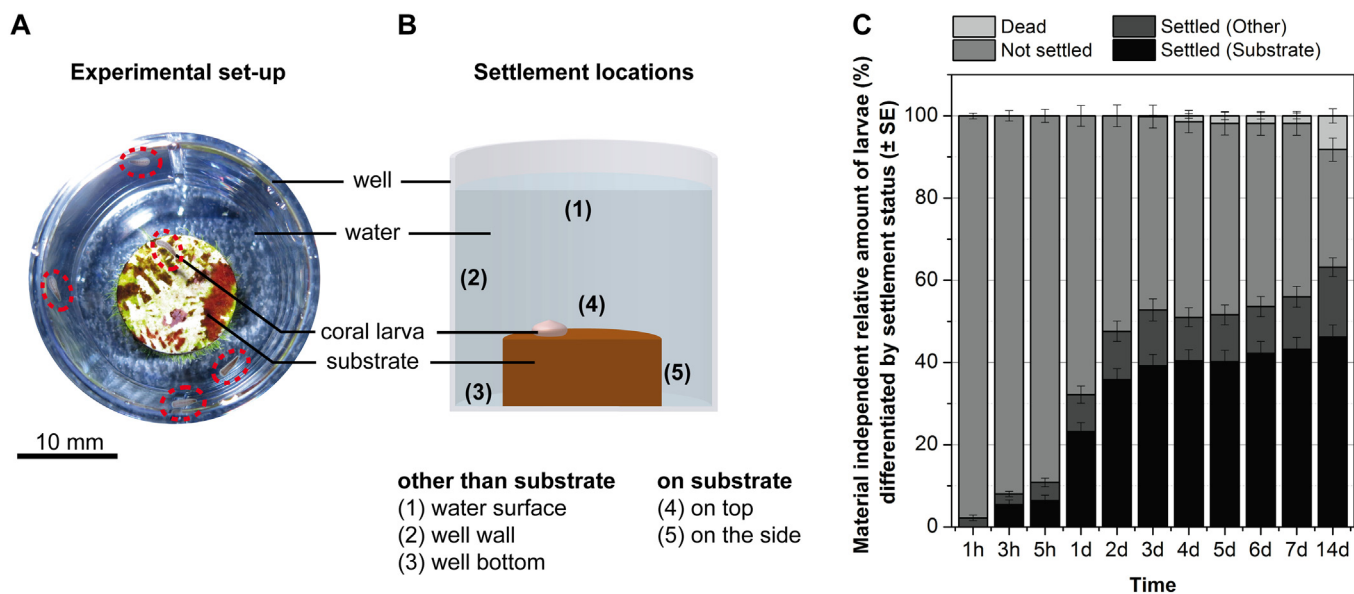 A
Experimental set-up
10 mm
B
Settlement locations
well
water
coral larva
substrate
(1)
(2)
(4)
(3)
(5)
other than substrate
(1) water surface
(2) well wall
(3) well bottom
on substrate
(4) on top
(5) on the side
C
Dead
Not settled
Settled (Other)
Settled (Substrate)
Material independent relative amount of larvae (%)
differentiated by settlement status (± SE)
100
80
60
40
20
0
1h 3h 5h 1d 2d 3d 4d 5d 6d 7d 14d
Time